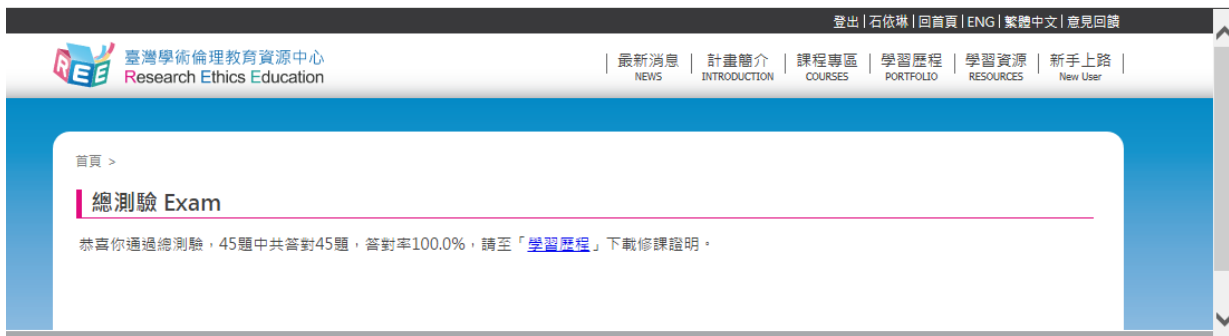 登出 | 石依琳 | 回首頁 | ENG | 繁體中文 | 意見回饋
REE
臺灣學術倫理教育資源中心
Research Ethics Education
| 最新消息 | 計畫簡介 | 課程專區 | 學習歷程 | 學習資源 | 新手上路 |
NEWS INTRODUCTION COURSES PORTFOLIO RESOURCES New User
首頁 >
總測驗 Exam
恭喜你通過總測驗，45題中共答對45題，答對率100.0%，請至「學習歷程」下載修課證明。